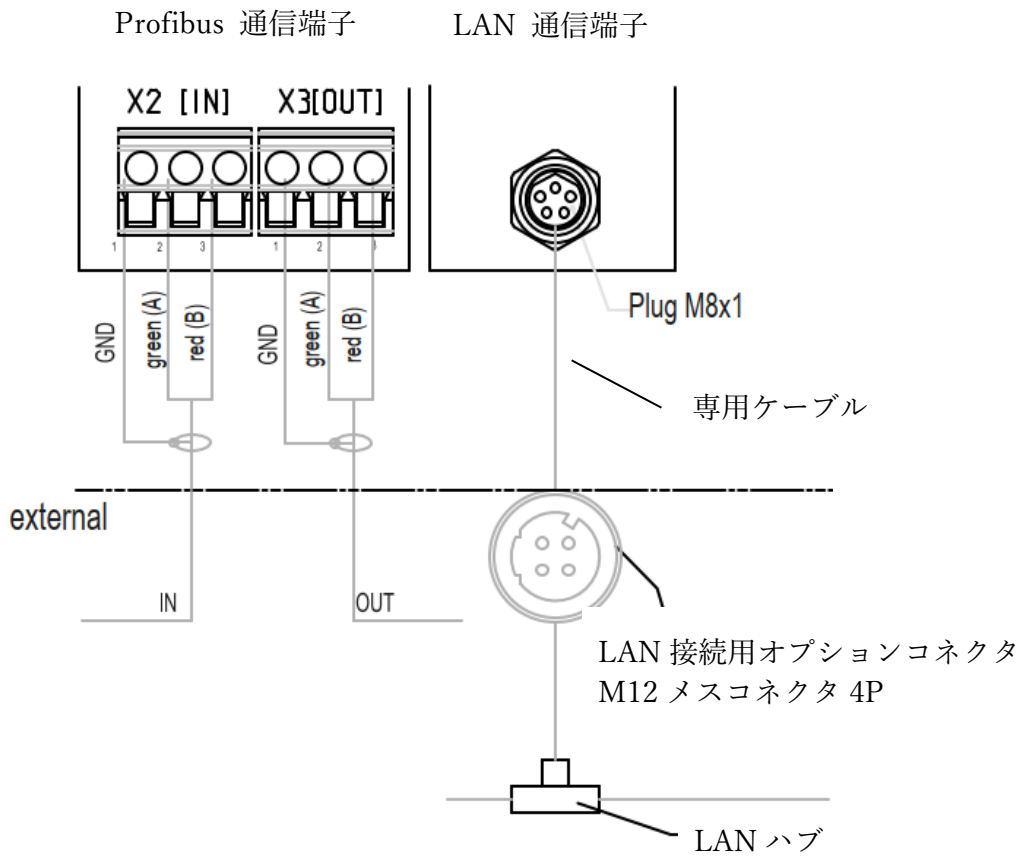 Profibus 通信端子
LAN 通信端子
X2 [IN]
X3[OUT]
1
2
3
1
2
GND
green (A)
red (B)
GND
green (A)
red (B)
Plug M8x1
専用ケーブル
external
IN
OUT
LAN 接続用オプションコネクタ
M12 メスコネクタ 4P
LAN ハブ